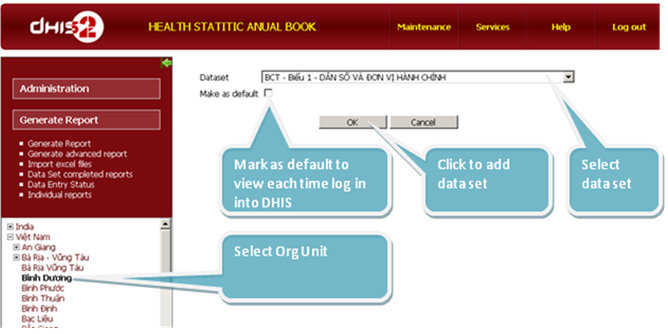 dHIS2
HEALTH STATITIC ANUAL BOOK
Maintenance
Services
Help
Log out
Dataset
BCT - Biểu 1 - DÂN SỐ VÀ ĐƠN VỊ HÀNH CHÍNH
Make as default
OK
Cancel
Administration
Generate Report
Generate Report
Generate advanced report
Import excel files
Data Set completed reports
Data Entry Status
Individual reports
Mark as default to
view each time log in
into DHIS
Click to add
data set
Select
data set
India
Việt Nam
An Giang
Bà Rịa - Vũng Tàu
Bà Rịa Vũng Tàu
Bình Dương
Bình Phước
Bình Thuận
Bình Định
Bạc Liêu
Select Org Unit